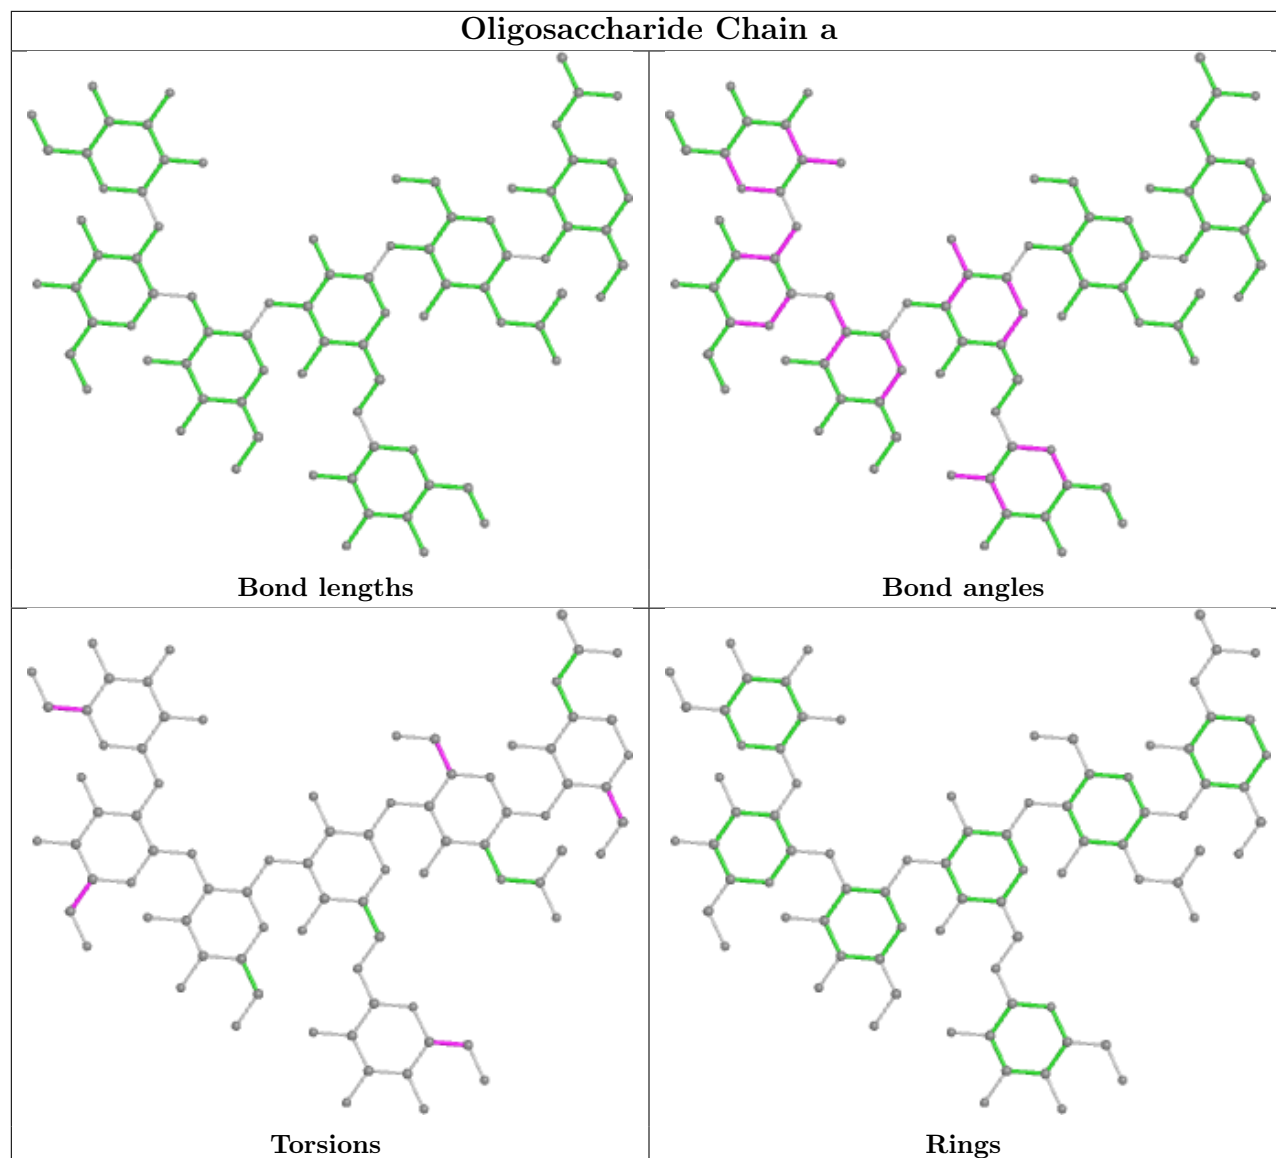 Oligosaccharide Chain a
Bond lengths
Bond angles
Torsions
Rings